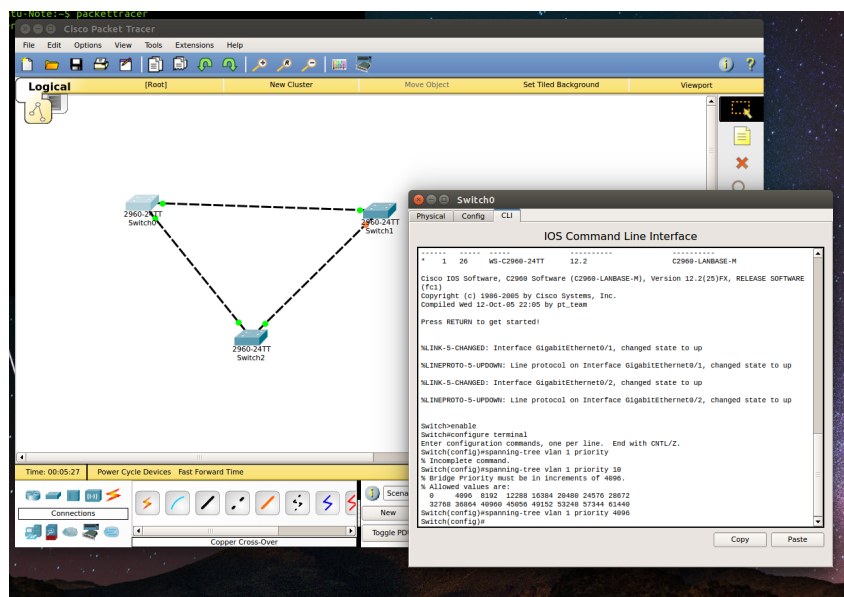 tu-Note:~$ packettracer
Cisco Packet Tracer
File Edit Options View Tools Extensions Help
Logical [Root] New Cluster Move Object Set Tiled Background Viewport
2960-24TT
Switch0
2960-24TT
Switch1
2960-24TT
Switch2
Time: 00:05:27 Power Cycle Devices Fast Forward Time
Connections
Copper Cross-Over
Scena
New
Toggle PD
Switch0
Physical Config CLI
IOS Command Line Interface
------ ----- ----- ---------- ----------
* 1 26 WS-C2960-24TT 12.2 C2960-LANBASE-M
Cisco IOS Software, C2960 Software (C2960-LANBASE-M), Version 12.2(25)FX, RELEASE SOFTWARE
(fc1)
Copyright (c) 1986-2005 by Cisco Systems, Inc.
Compiled Wed 12-Oct-05 22:05 by pt_team
Press RETURN to get started!
%LINK-5-CHANGED: Interface GigabitEthernet0/1, changed state to up
%LINEPROTO-5-UPDOWN: Line protocol on Interface GigabitEthernet0/1, changed state to up
%LINK-5-CHANGED: Interface GigabitEthernet0/2, changed state to up
%LINEPROTO-5-UPDOWN: Line protocol on Interface GigabitEthernet0/2, changed state to up
Switch>enable
Switch#configure terminal
Enter configuration commands, one per line. End with CNTL/Z.
Switch(config)#spanning-tree vlan 1 priority
% Incomplete command.
Switch(config)#spanning-tree vlan 1 priority 10
% Bridge Priority must be in increments of 4096.
% Allowed values are:
0 4096 8192 12288 16384 20480 24576 28672
32768 36864 40960 45056 49152 53248 57344 61440
Switch(config)#spanning-tree vlan 1 priority 4096
Switch(config)#
Copy Paste